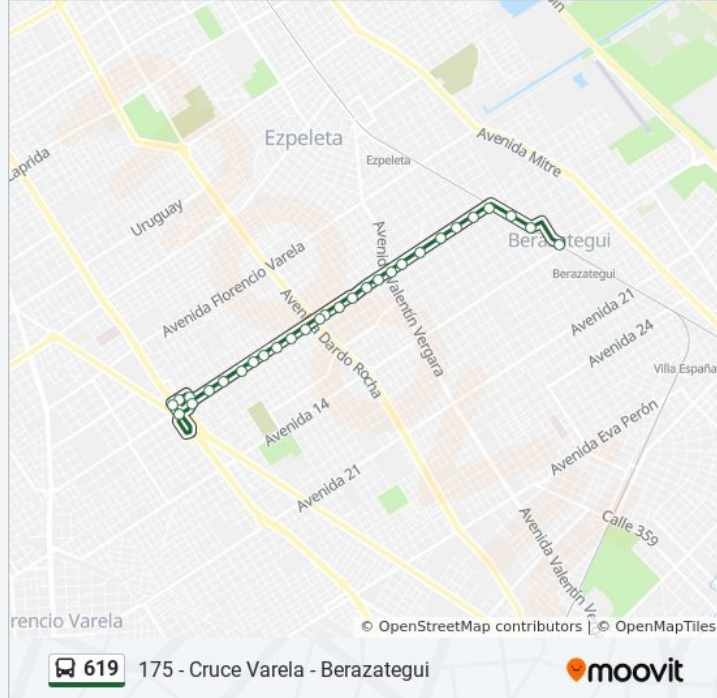 Ezpeleta
Avenida Mitre
Ezpeleta
Uruguay
Berazategui
Avenida Florencio Varela
Avenida Valentín Vergara
Berazategui
Avenida 21
Avenida Dardo Rocha
Avenida 24
Villa España
Avenida 14
Avenida Eva Perón
Avenida 21
Calle 359
Avenida Valentín Ve
rencio Varela
© OpenStreetMap contributors | © OpenMapTiles
619 175 - Cruce Varela - Berazategui
moovit